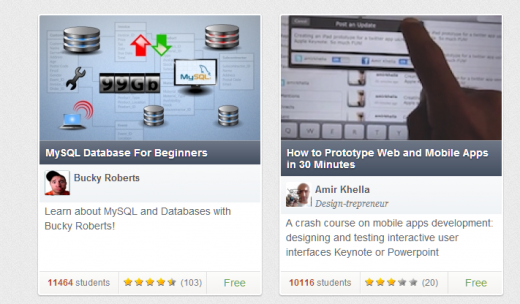 99Gb
MySQL
MySQL Database For Beginners
Bucky Roberts
Learn about MySQL and Databases with
Bucky Roberts!
11464 students
(103)
Free
Post an Update
Q W E R T Y U I
How to Prototype Web and Mobile Apps
in 30 Minutes
Amir Khella
Design-trepreneur
A crash course on mobile apps development:
designing and testing interactive user
interfaces Keynote or Powerpoint
10116 students
(20)
Free